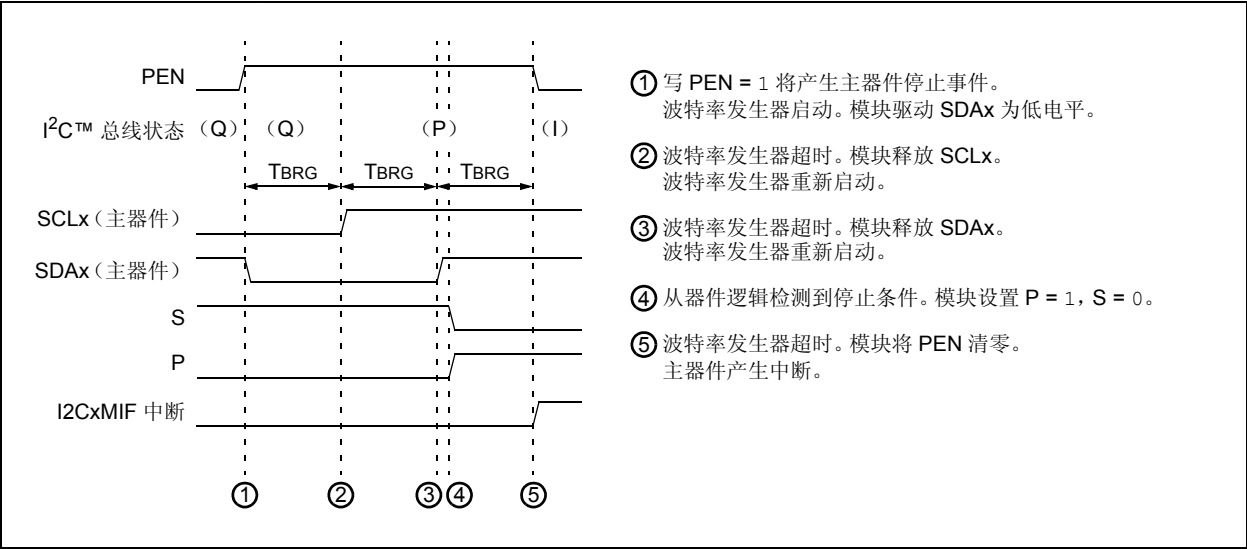 PEN
I²C™ 总线状态 （Q） （Q） （P） （I）
TBRG TBRG TBRG
SCLx（主器件）
SDAx（主器件）
S
P
I2CxMIF 中断
① ② ③ ④ ⑤
① 写 PEN = 1 将产生主器件停止事件。
波特率发生器启动。模块驱动 SDAx 为低电平。
② 波特率发生器超时。模块释放 SCLx。
波特率发生器重新启动。
③ 波特率发生器超时。模块释放 SDAx。
波特率发生器重新启动。
④ 从器件逻辑检测到停止条件。模块设置 P = 1，S = 0。
⑤ 波特率发生器超时。模块将 PEN 清零。
主器件产生中断。